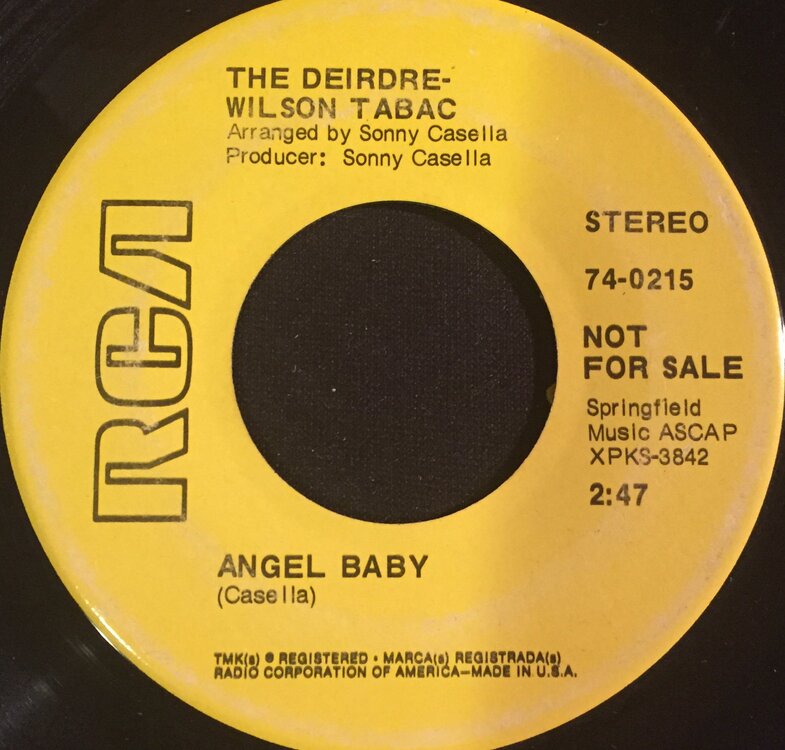 THE DEIRDRE-
WILSON TABAC
Arranged by Sonny Casella
Producer: Sonny Casella
RCA
STEREO
74-0215
NOT
FOR SALE
Springfield
Music ASCAP
XPKS-3842
2:47
ANGEL BABY
(Casella)
TMK(s) ® REGISTERED • MARCA(s) REGISTRADA(s)
RADIO CORPORATION OF AMERICA—MADE IN U.S.A.